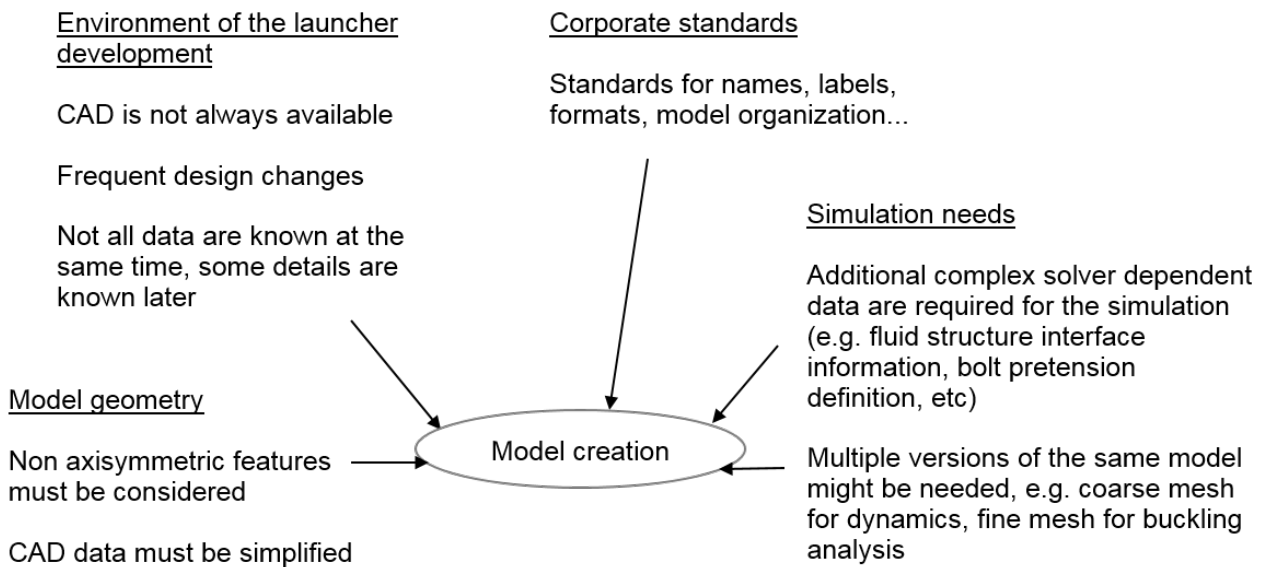 Environment of the launcher
development
CAD is not always available
Frequent design changes
Not all data are known at the
same time, some details are
known later
Corporate standards
Standards for names, labels,
formats, model organization...
Simulation needs
Additional complex solver dependent
data are required for the simulation
(e.g. fluid structure interface
information, bolt pretension
definition, etc)
Multiple versions of the same model
might be needed, e.g. coarse mesh
for dynamics, fine mesh for buckling
analysis
Model geometry
Non axisymmetric features
must be considered
CAD data must be simplified
Model creation